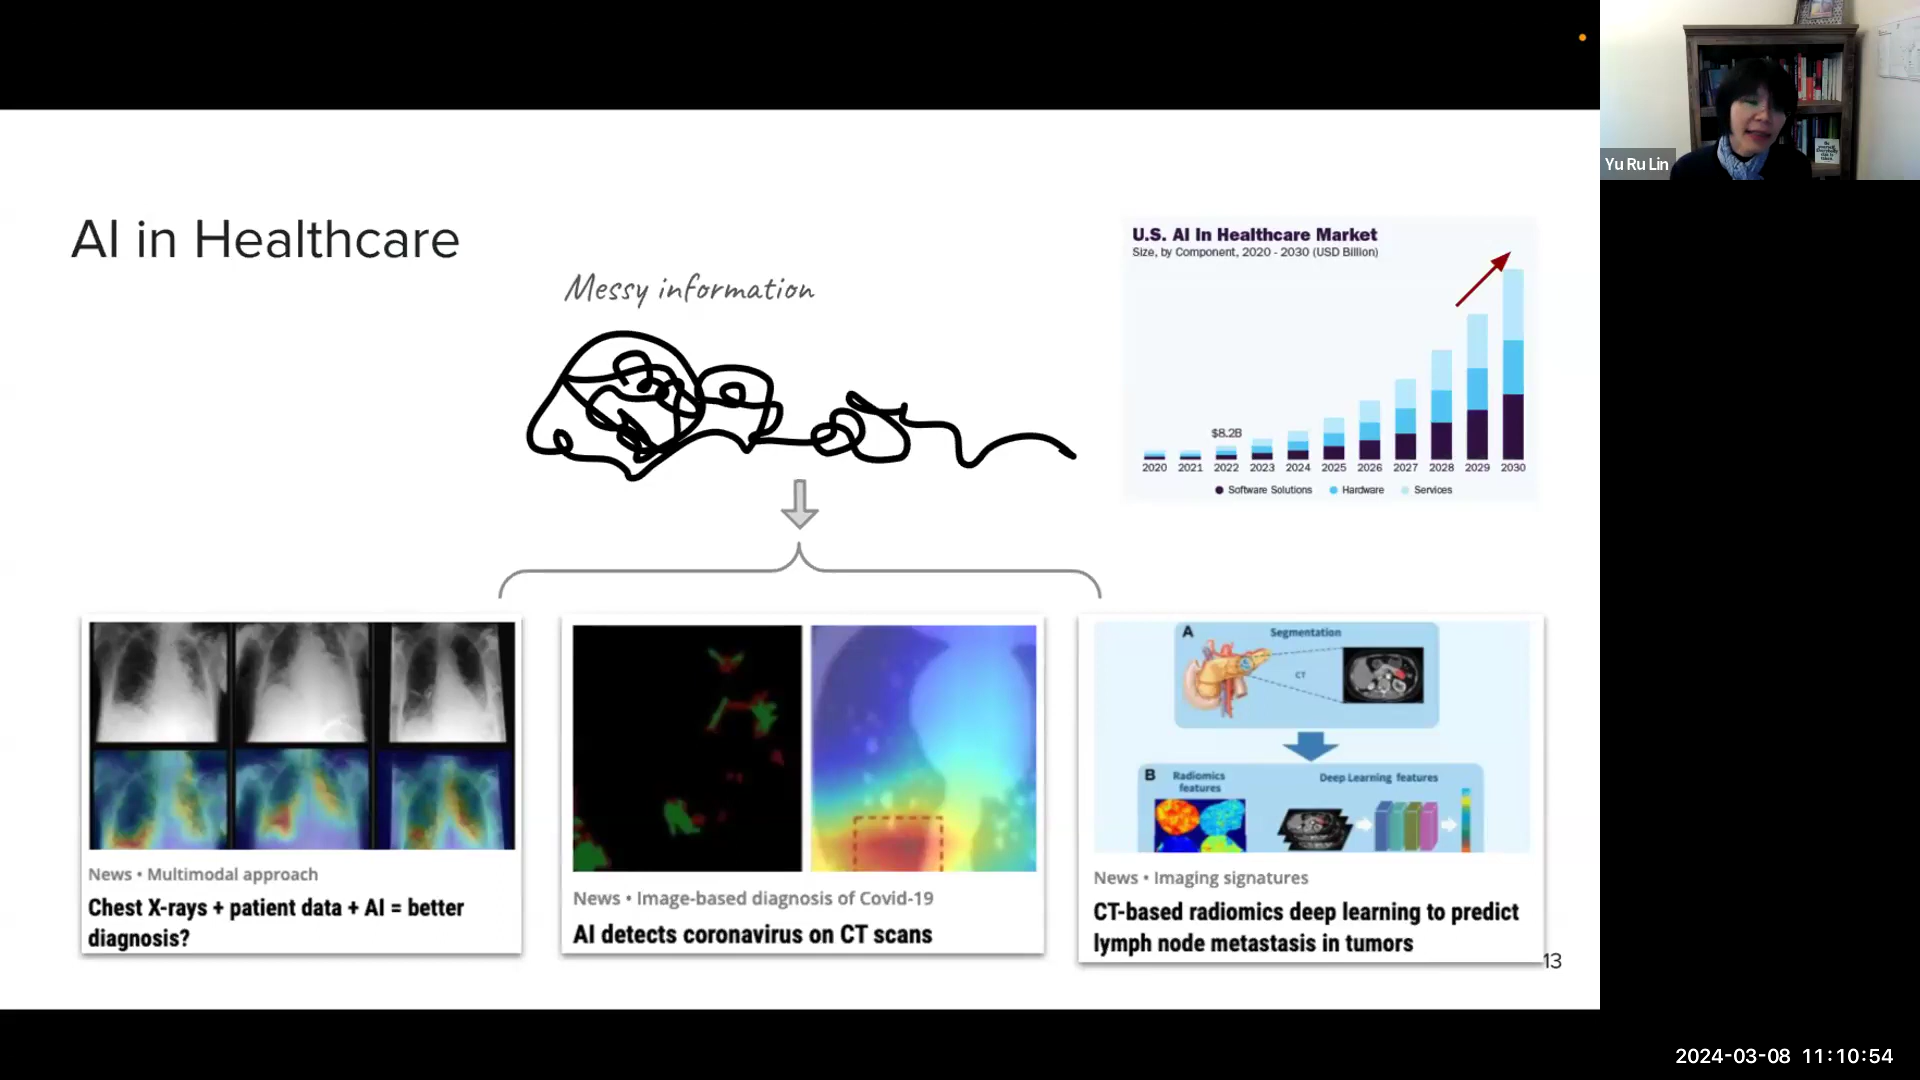 AI in Healthcare
Messy information
U.S. AI In Healthcare Market
Size, by Component, 2020 - 2030 (USD Billion)
$8.2B
2020 2021 2022 2023 2024 2025 2026 2027 2028 2029 2030
Software Solutions Hardware Services
News • Multimodal approach
Chest X-rays + patient data + AI = better
diagnosis?
News • Image-based diagnosis of Covid-19
AI detects coronavirus on CT scans
A Segmentation
CT
B Radiomics
features
Deep Learning features
News • Imaging signatures
CT-based radiomics deep learning to predict
lymph node metastasis in tumors
13
Yu Ru Lin
2024-03-08 11:10:54